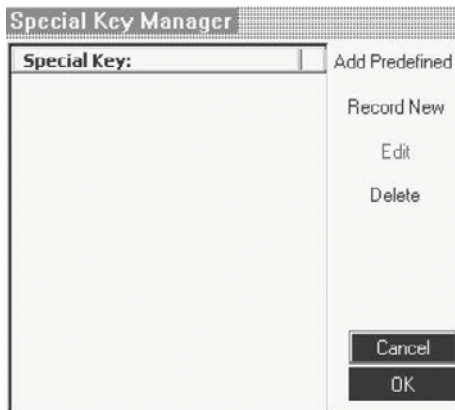 Special Key Manager
Special Key:
Add Predefined
Record New
Edit
Delete
Cancel
OK